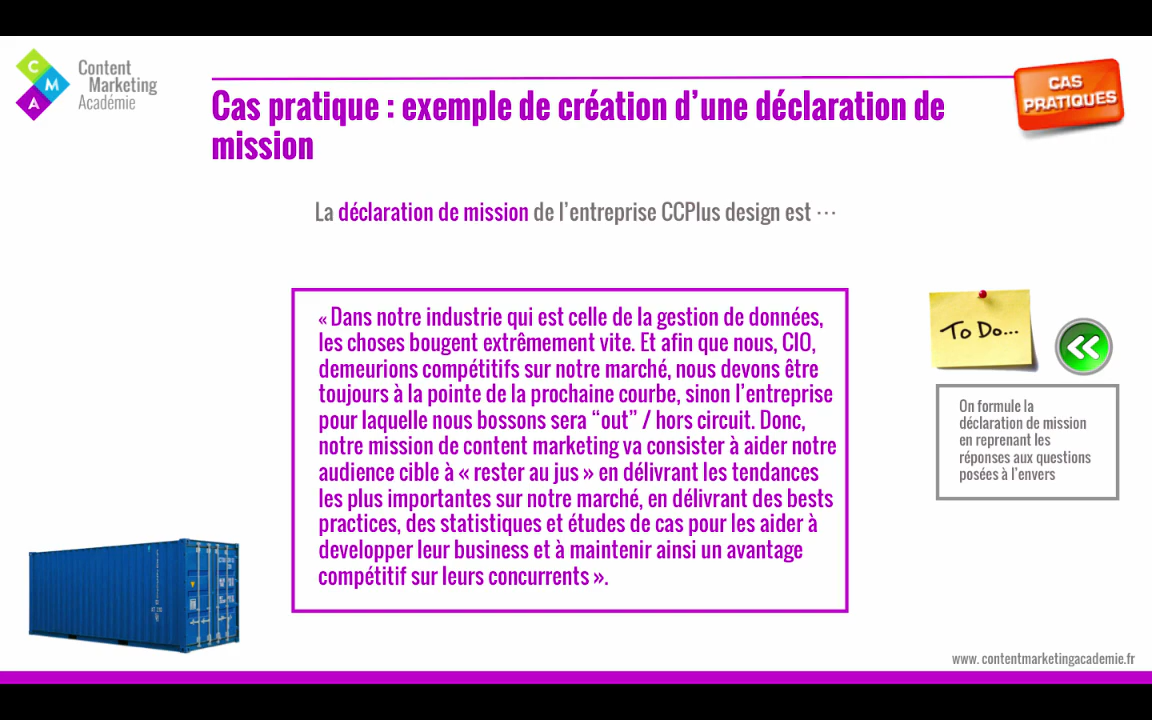 C
M
A
Content
Marketing
Académie
CAS
PRATIQUES
Cas pratique : exemple de création d’une déclaration de
mission
La déclaration de mission de l’entreprise CCPlus design est ···
« Dans notre industrie qui est celle de la gestion de données,
les choses bougent extrêmement vite. Et afin que nous, CIO,
demeurions compétitifs sur notre marché, nous devons être
toujours à la pointe de la prochaine courbe, sinon l’entreprise
pour laquelle nous bossons sera “out” / hors circuit. Donc,
notre mission de content marketing va consister à aider notre
audience cible à « rester au jus » en délivrant les tendances
les plus importantes sur notre marché, en délivrant des bests
practices, des statistiques et études de cas pour les aider à
developper leur business et à maintenir ainsi un avantage
compétitif sur leurs concurrents ».
To Do...
On formule la
déclaration de mission
en reprenant les
réponses aux questions
posées à l’envers
www. contentmarketingacademie.fr